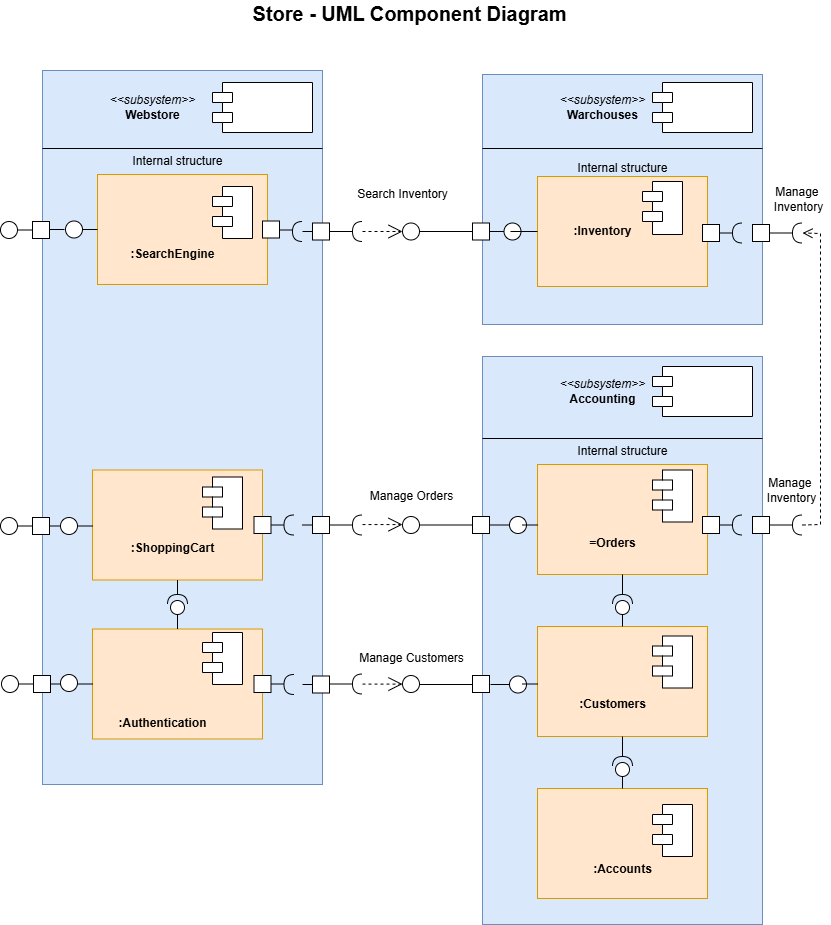 Store - UML Component Diagram
<<subsystem>>
Webstore
Internal structure
:SearchEngine
Search Inventory
<<subsystem>>
Warchouses
Internal structure
:Inventory
Manage
Inventory
<<subsystem>>
Accounting
Internal structure
:ShoppingCart
Manage Orders
=Orders
Manage
Inventory
:Authentication
Manage Customers
:Customers
:Accounts